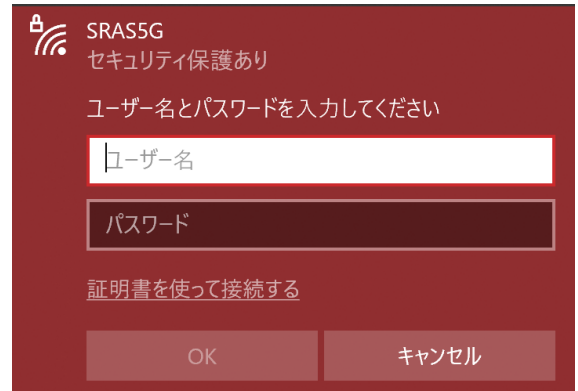 SRAS5G
セキュリティ保護あり
ユーザー名とパスワードを入力してください
ユーザー名
パスワード
証明書を使って接続する
OK
キャンセル